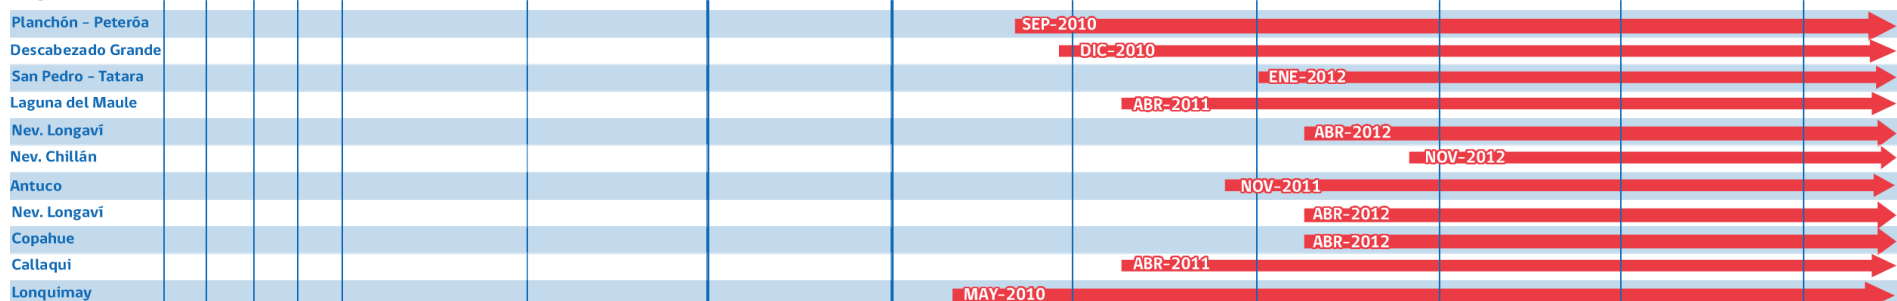 Planchón - Peteróa SEP-2010
Descabezado Grande DIC-2010
San Pedro - Tatara ENE-2012
Laguna del Maule ABR-2011
Nev. Longaví ABR-2012
Nev. Chillán NOV-2012
Antuco NOV-2011
Nev. Longaví ABR-2012
Copahue ABR-2012
Callaqui ABR-2011
Lonquimay MAY-2010